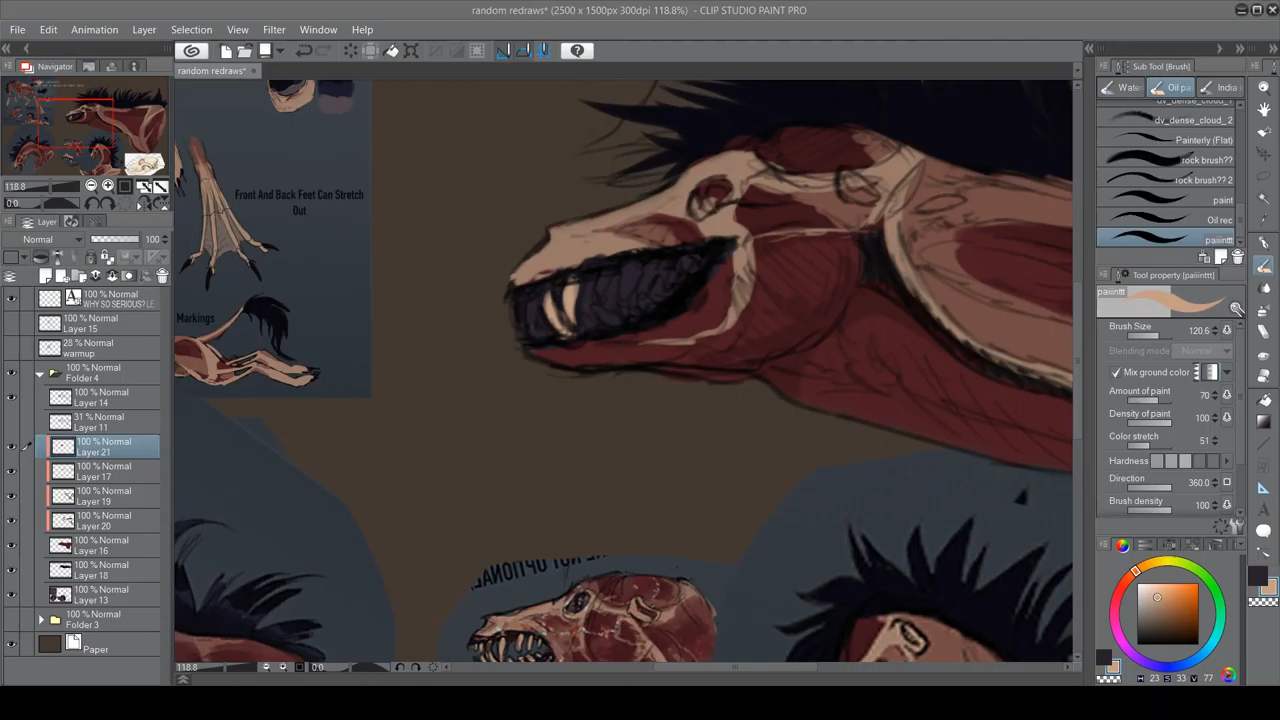 random redraws* (2500 x 1500px 300dpi 118.8%) - CLIP STUDIO PAINT PRO
File Edit Animation Layer Selection View Filter Window Help
Navigator
random redraws*
Sub Tool [Brush]
Water
Oil pa
India
dv_dense_cloud_2
Painterly (Flat)
rock brush??
rock brush?? 2
paint
Oil rec
paiiinttt
118.8
0.0
Layer
Normal 100
100 % Normal
WHY SO SERIOUS? LE
100 % Normal
Layer 15
28 % Normal
warmup
100 % Normal
Folder 4
100 % Normal
Layer 14
31 % Normal
Layer 11
100 % Normal
Layer 21
100 % Normal
Layer 17
100 % Normal
Layer 19
100 % Normal
Layer 20
100 % Normal
Layer 16
100 % Normal
Layer 18
100 % Normal
Layer 13
100 % Normal
Folder 3
Paper
Front And Back Feet Can Stretch
Out
Markings
NOT OPTIONAL
118.8
0.0
Tool property [paiiinttt]
paiiinttt
Brush Size 120.6
Blending mode Normal
Mix ground color
Amount of paint 70
Density of paint 100
Color stretch 51
Hardness
Direction 360.0
Brush density 100
H 23 S 33 V 77